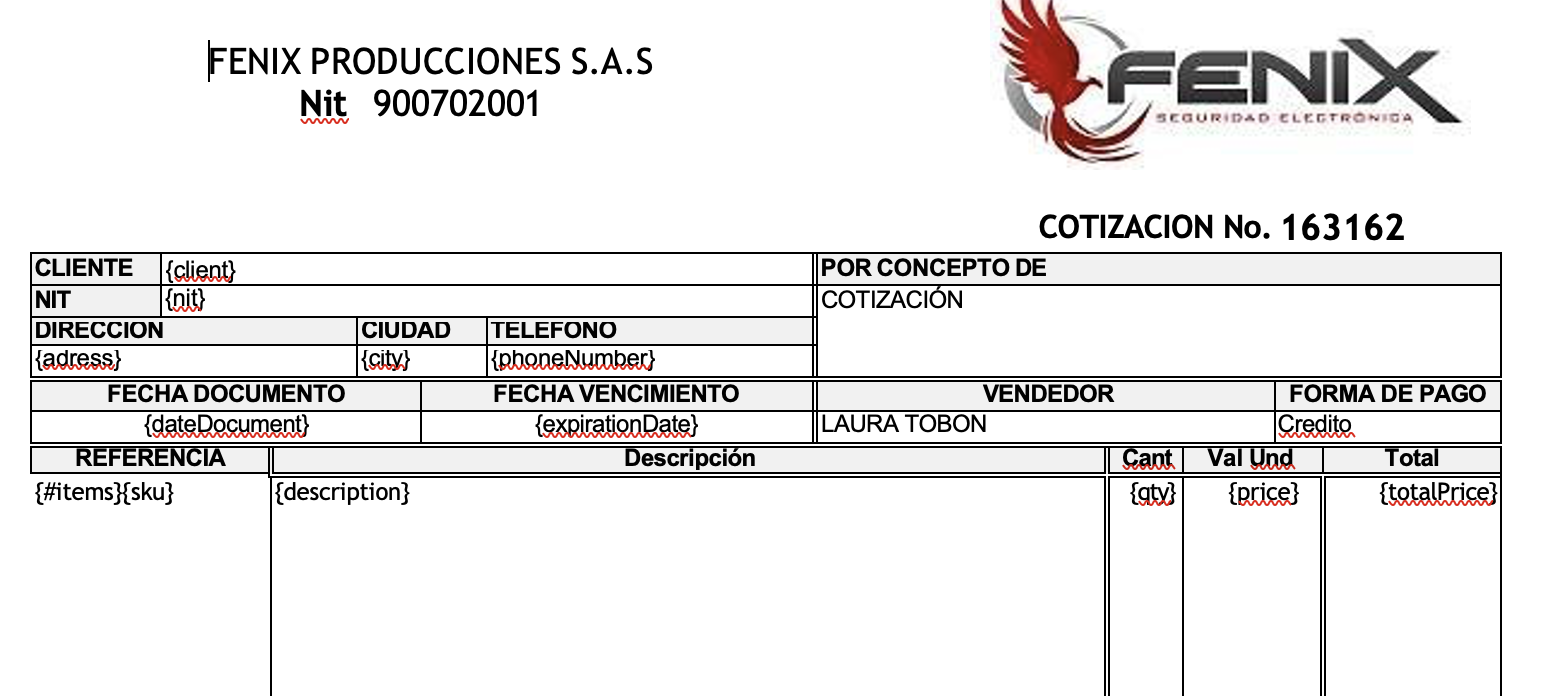 FENIX PRODUCCIONES S.A.S
Nit 900702001
FENIX
SEGURIDAD ELECTRÓNICA
COTIZACION No. 163162
CLIENTE {client} POR CONCEPTO DE
NIT {nit} COTIZACIÓN
DIRECCION CIUDAD TELEFONO
{adress} {city} {phoneNumber}
FECHA DOCUMENTO FECHA VENCIMIENTO VENDEDOR FORMA DE PAGO
{dateDocument} {expirationDate} LAURA TOBON Credito
REFERENCIA Descripción Cant Val Und Total
{#items}{sku} {description} {qty} {price} {totalPrice}